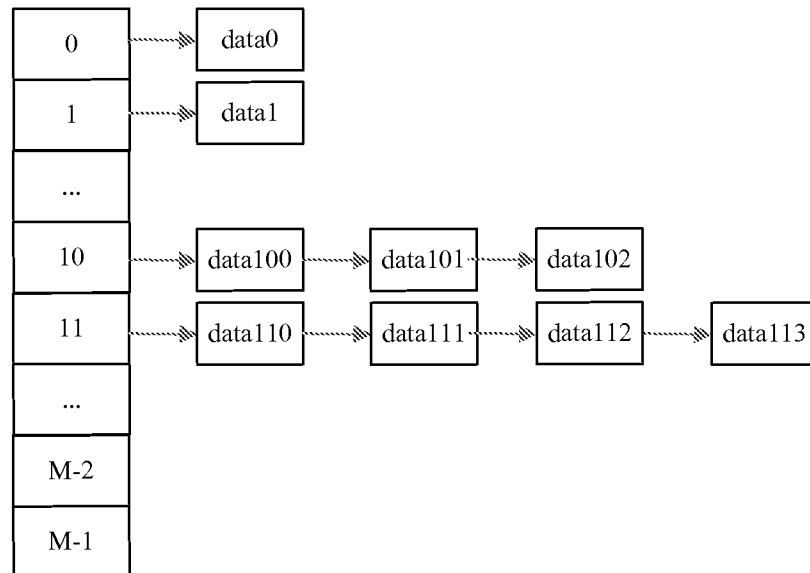 0 data0
1 data1
...
10 data100 data101 data102
11 data110 data111 data112 data113
...
M-2
M-1